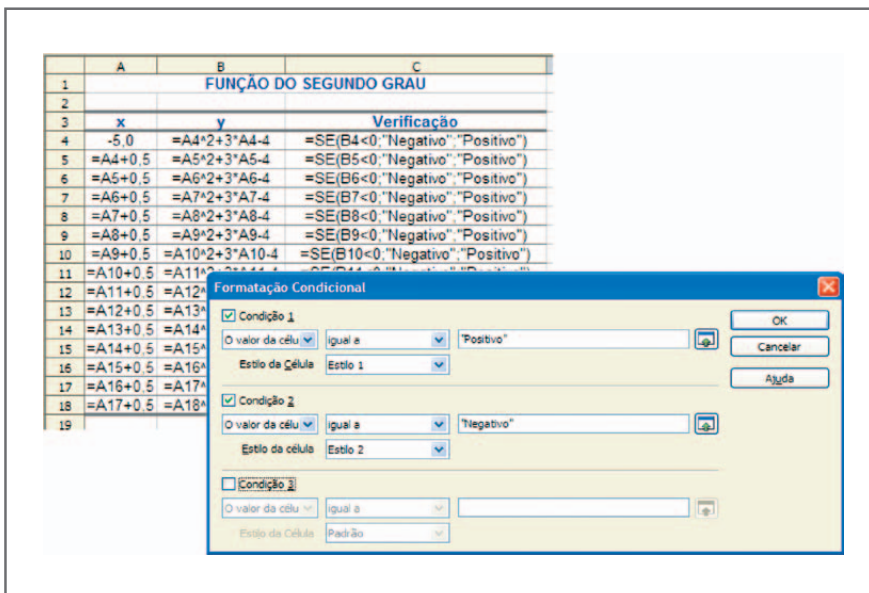 A B C
1 FUNÇÃO DO SEGUNDO GRAU
2
3 x y Verificação
4 -5,0 =A4^2+3*A4-4 =SE(B4<0;"Negativo";"Positivo")
5 =A4+0,5 =A5^2+3*A5-4 =SE(B5<0;"Negativo";"Positivo")
6 =A5+0,5 =A6^2+3*A6-4 =SE(B6<0;"Negativo";"Positivo")
7 =A6+0,5 =A7^2+3*A7-4 =SE(B7<0;"Negativo";"Positivo")
8 =A7+0,5 =A8^2+3*A8-4 =SE(B8<0;"Negativo";"Positivo")
9 =A8+0,5 =A9^2+3*A9-4 =SE(B9<0;"Negativo";"Positivo")
10 =A9+0,5 =A10^2+3*A10-4 =SE(B10<0;"Negativo";"Positivo")
11 =A10+0,5
12 =A11+0,5 =A12^
13 =A12+0,5 =A13^
14 =A13+0,5 =A14^
15 =A14+0,5 =A15^
16 =A15+0,5 =A16^
17 =A16+0,5 =A17^
18 =A17+0,5 =A18^
19
Formatação Condicional
Condição 1
O valor da célu igual a "Positivo"
Estilo da Célula Estilo 1
Condição 2
O valor da célu igual a "Negativo"
Estilo da célula Estilo 2
Condição 3
O valor da célu igual a
Estilo da Célula Padrão
OK
Cancelar
Ajuda